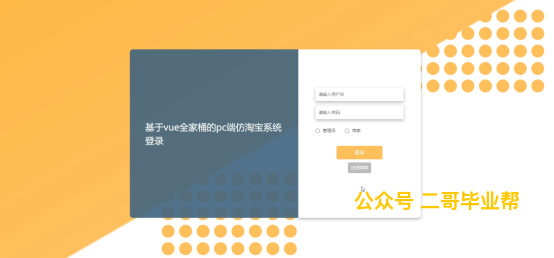 基于vue全家桶的pc端仿淘宝系统
登录
请输入用户名
请输入密码
管理员 商家
登录
注册商家
公众号 二哥毕业帮